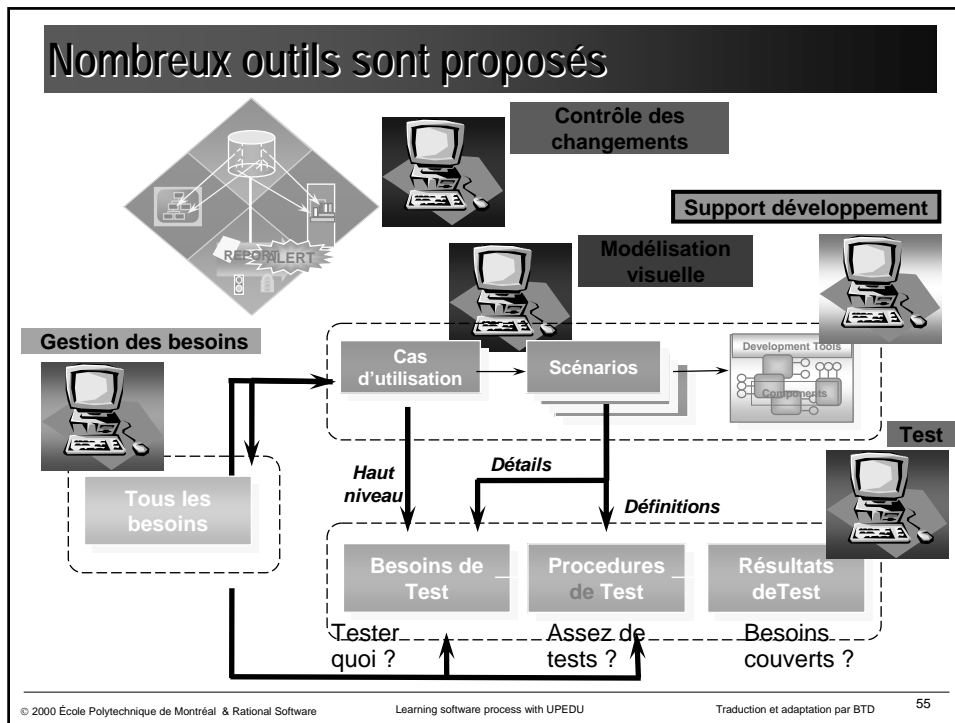 Nombreux outils sont proposés
Contrôle des
changements
Support développement
REPORT
ALERT
Modélisation
visuelle
Gestion des besoins
Cas
d'utilisation
Scénarios
Development Tools
Components
Test
Haut
niveau
Détails
Définitions
Tous les
besoins
Besoins de
Test
Procedures
de Test
Résultats
deTest
Tester
quoi ?
Assez de
tests ?
Besoins
couverts ?
© 2000 École Polytechnique de Montréal & Rational Software
Learning software process with UPEDU
Traduction et adaptation par BTD
55